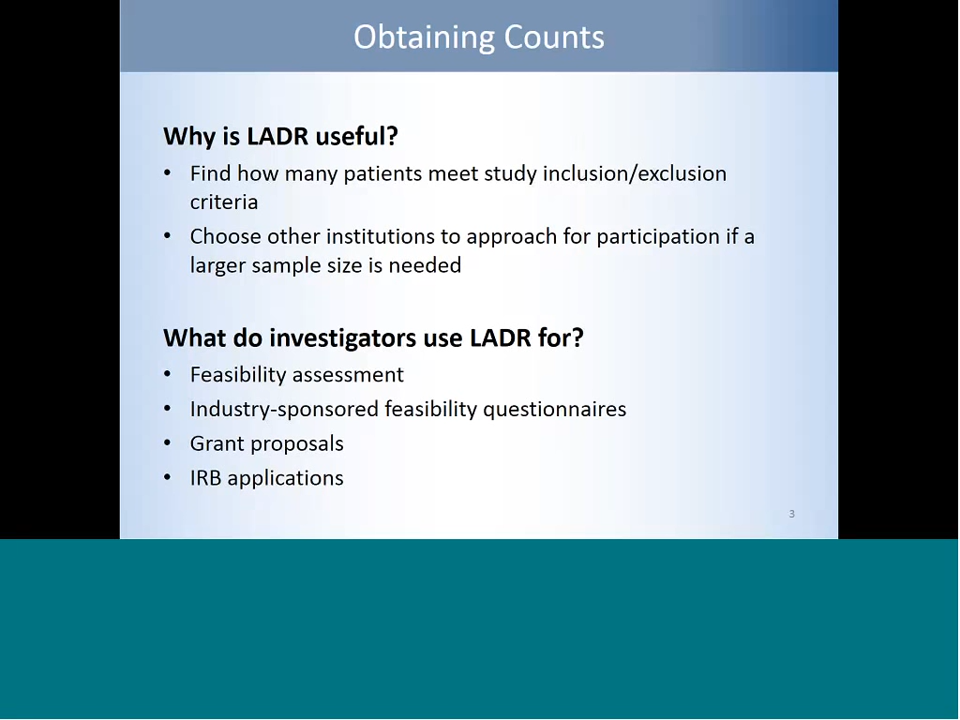 Obtaining Counts
Why is LADR useful?
• Find how many patients meet study inclusion/exclusion
criteria
• Choose other institutions to approach for participation if a
larger sample size is needed
What do investigators use LADR for?
• Feasibility assessment
• Industry-sponsored feasibility questionnaires
• Grant proposals
• IRB applications
3